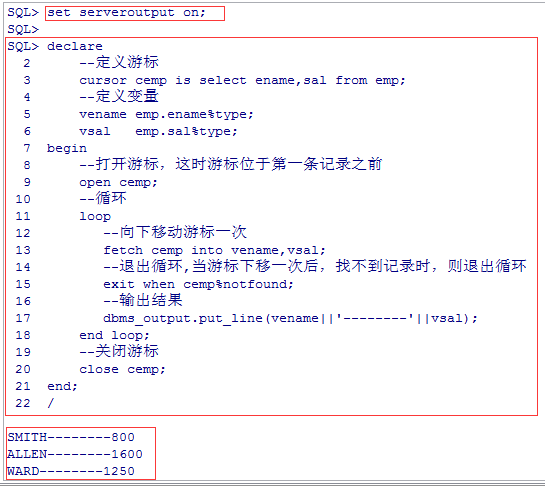 SQL> set serveroutput on;
SQL>
SQL> declare
2 --定义游标
3 cursor cemp is select ename,sal from emp;
4 --定义变量
5 vename emp.ename%type;
6 vsal emp.sal%type;
7 begin
8 --打开游标，这时游标位于第一条记录之前
9 open cemp;
10 --循环
11 loop
12 --向下移动游标一次
13 fetch cemp into vename,vsal;
14 --退出循环,当游标下移一次后，找不到记录时，则退出循环
15 exit when cemp%notfound;
16 --输出结果
17 dbms_output.put_line(vename||'--------'||vsal);
18 end loop;
19 --关闭游标
20 close cemp;
21 end;
22 /
SMITH--------800
ALLEN--------1600
WARD--------1250